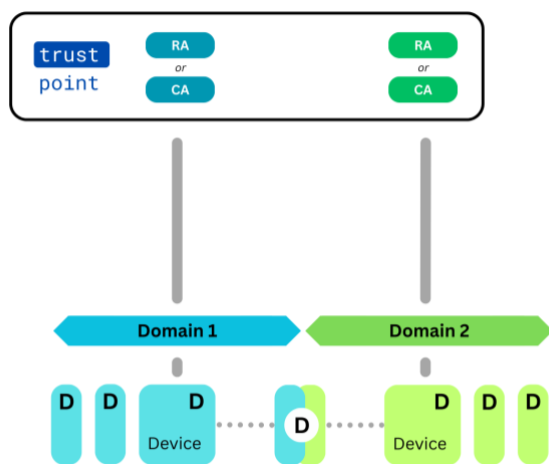 trust
point
RA
or
CA
RA
or
CA
Domain 1
Domain 2
D
D
D
Device
D
D
Device
D
D